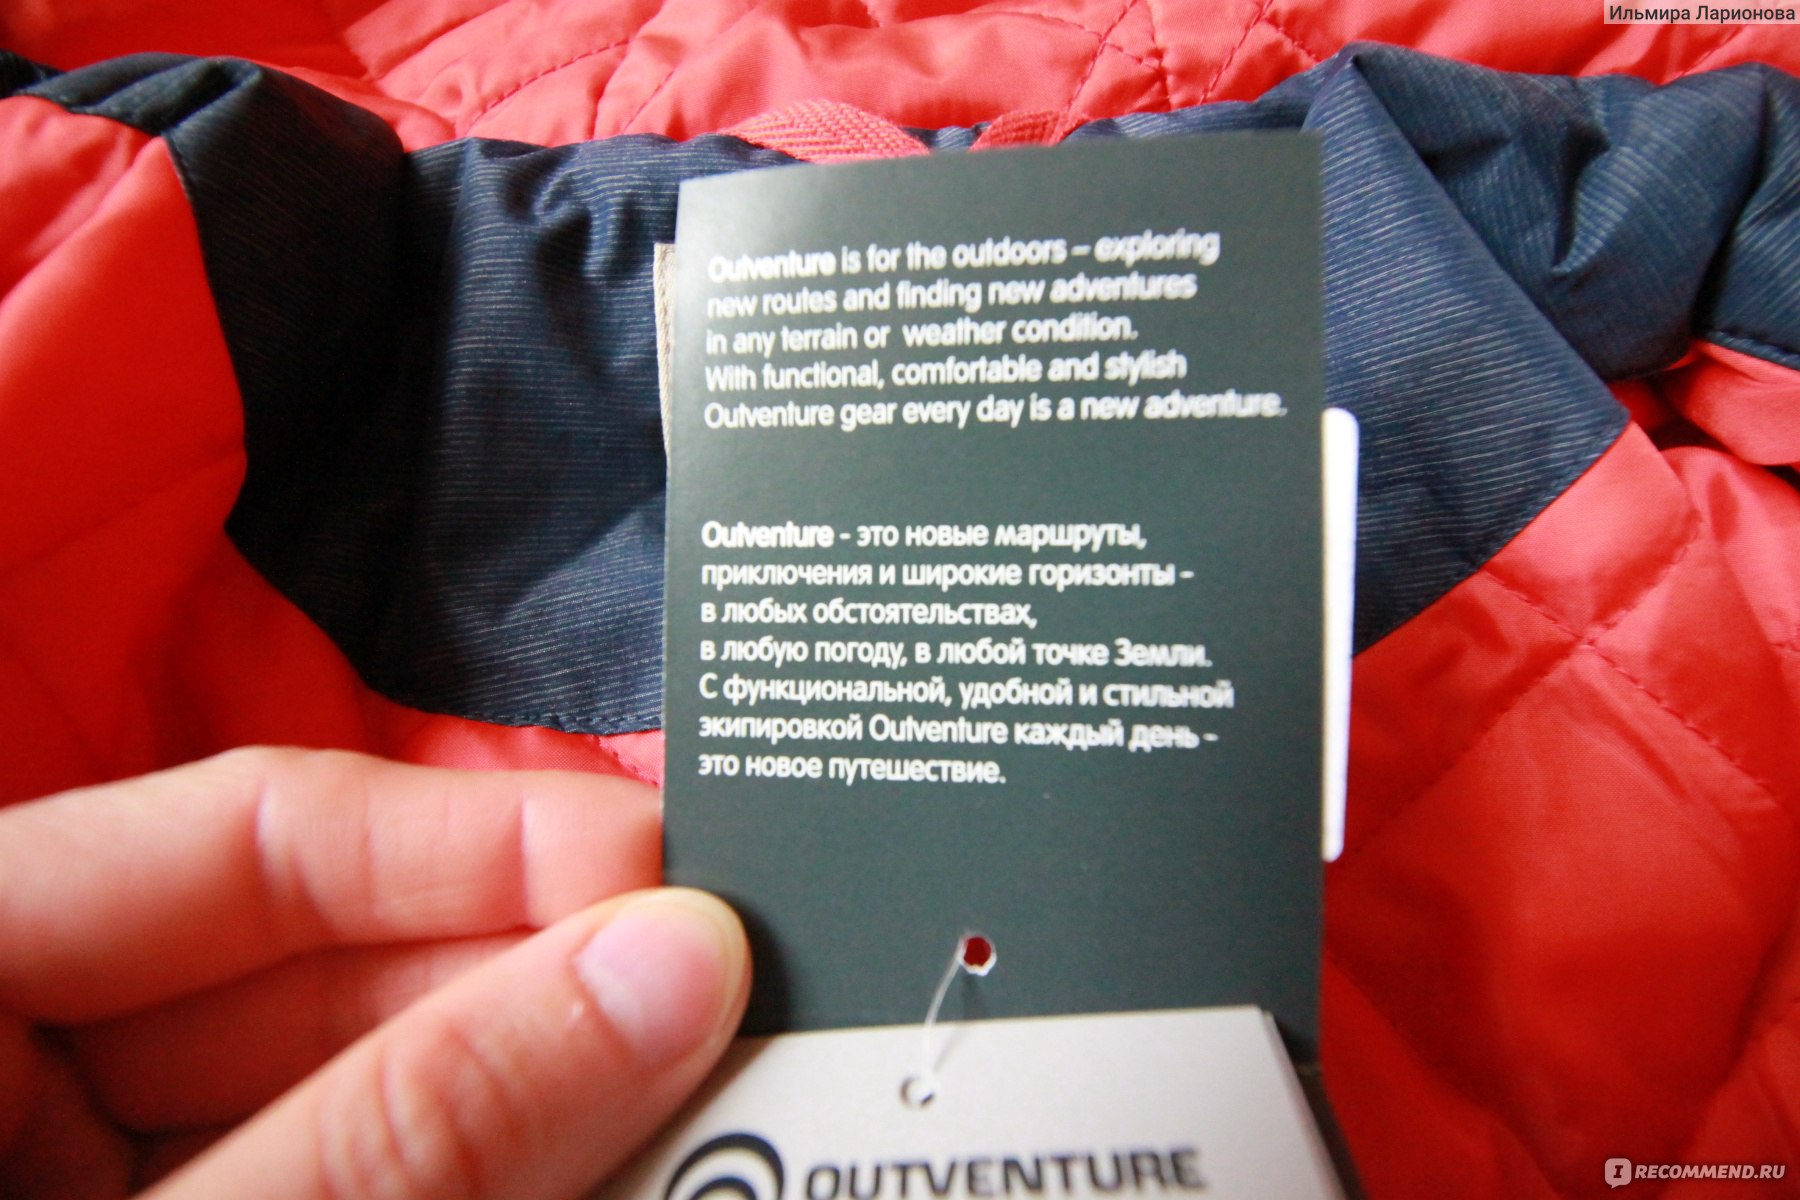 Ильмира Ларионова
Outventure is for the outdoors – exploring
new routes and finding new adventures
in any terrain or weather condition.
With functional, comfortable and stylish
Outventure gear every day is a new adventure.
Outventure - это новые маршруты,
приключения и широкие горизонты -
в любых обстоятельствах,
в любую погоду, в любой точке Земли.
С функциональной, удобной и стильной
экипировкой Outventure каждый день -
это новое путешествие.
OUTVENTURE
I RECOMMEND.RU